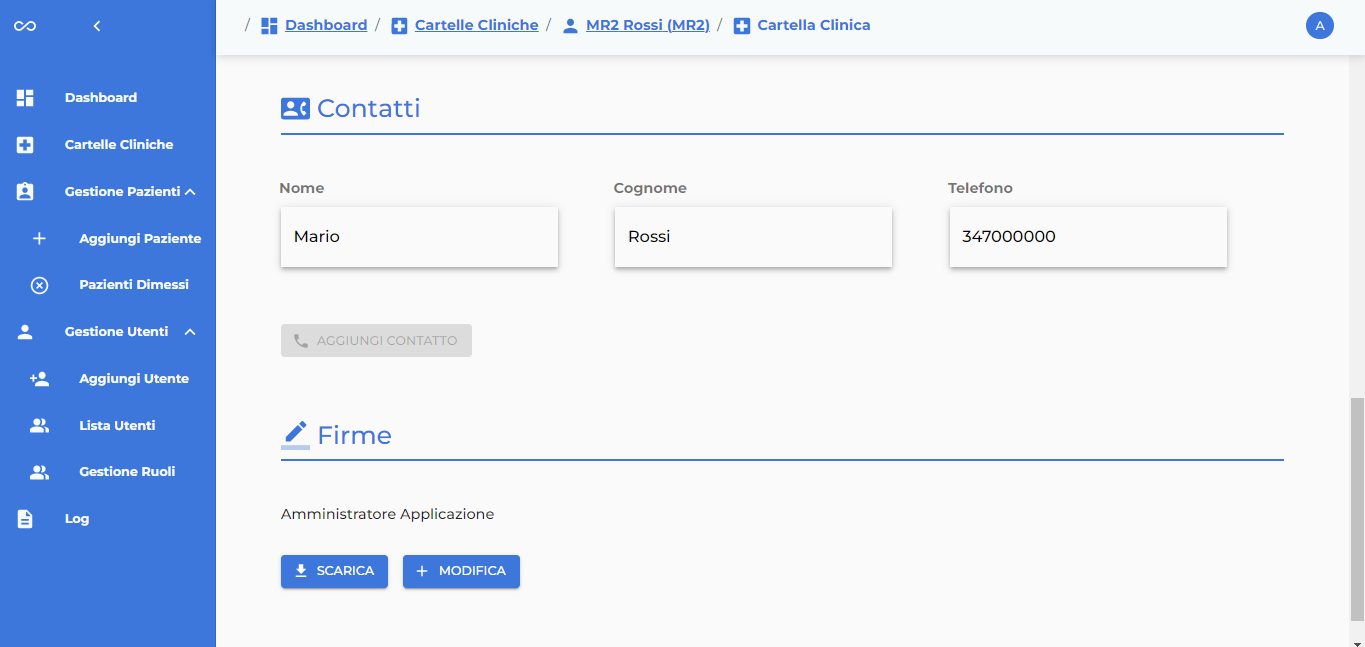 / Dashboard / Cartelle Cliniche / MR2 Rossi (MR2) / Cartella Clinica
A
Dashboard
Cartelle Cliniche
Gestione Pazienti
Aggiungi Paziente
Pazienti Dimessi
Gestione Utenti
Aggiungi Utente
Lista Utenti
Gestione Ruoli
Log
Contatti
Nome Cognome Telefono
Mario Rossi 347000000
AGGIUNGI CONTATTO
Firme
Amministratore Applicazione
SCARICA MODIFICA